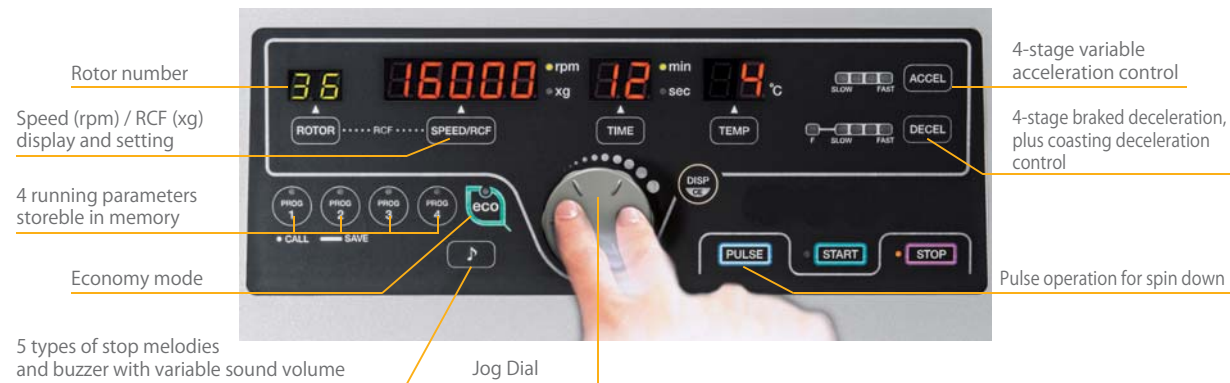 Rotor number
Speed (rpm) / RCF (xg)
display and setting
4 running parameters
storeble in memory
Economy mode
5 types of stop melodies
and buzzer with variable sound volume
Jog Dial
4-stage variable
acceleration control
4-stage braked deceleration,
plus coasting deceleration
control
Pulse operation for spin down
36 16000 rpm 12 min 4 °C
xg sec
SLOW FAST ACCEL
ROTOR RCF SPEED/RCF TIME TEMP
F SLOW FAST DECEL
PROG 1 PROG 2 PROG 3 PROG 4 eco
CALL SAVE
DISP
CE
PULSE START STOP